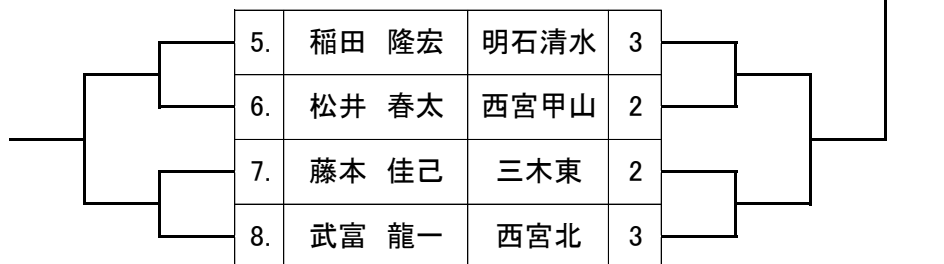 5. 稲田 隆宏 明石清水 3
6. 松井 春太 西宮甲山 2
7. 藤本 佳己 三木東 2
8. 武富 龍一 西宮北 3